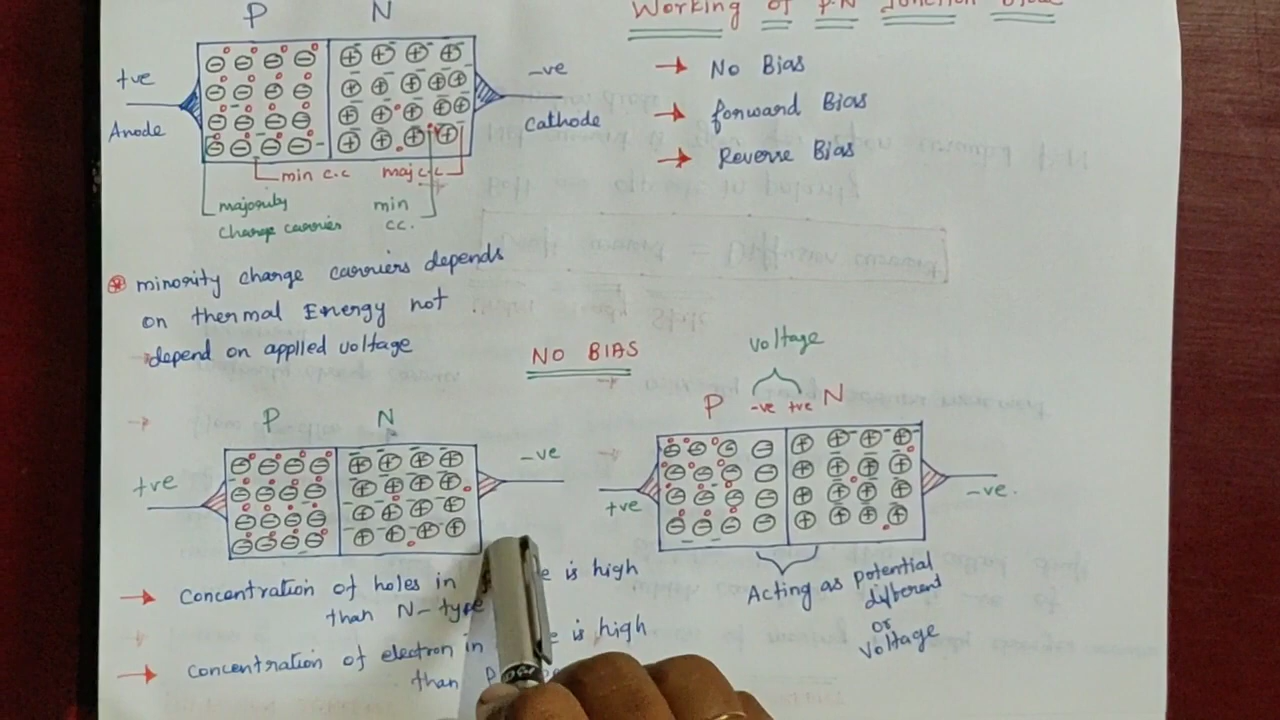 P N
Working of P.N Junction
+ve
Anode
-ve
Cathode
min c.c maj c.c
majority
charge carriers
min
cc.
→ No Bias
→ forward Bias
→ Reverse Bias
minority charge carriers depends
on thermal Energy not
depend on applied voltage
NO BIAS
P N
+ve
-ve
voltage
P -ve +ve N
+ve
-ve.
Acting as potential
different
or
voltage
→ Concentration of holes in is high
than N-type
→ Concentration of electron in is high
than P